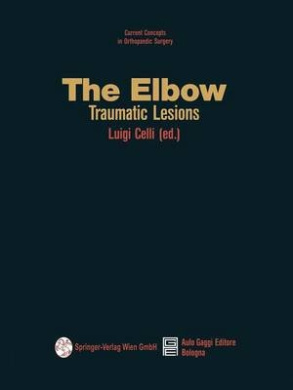 Current Concepts
in Orthopaedic Surgery
The Elbow
Traumatic Lesions
Luigi Celli (ed.)
Springer-Verlag Wien GmbH
Aulo Gaggi Editore
Bologna